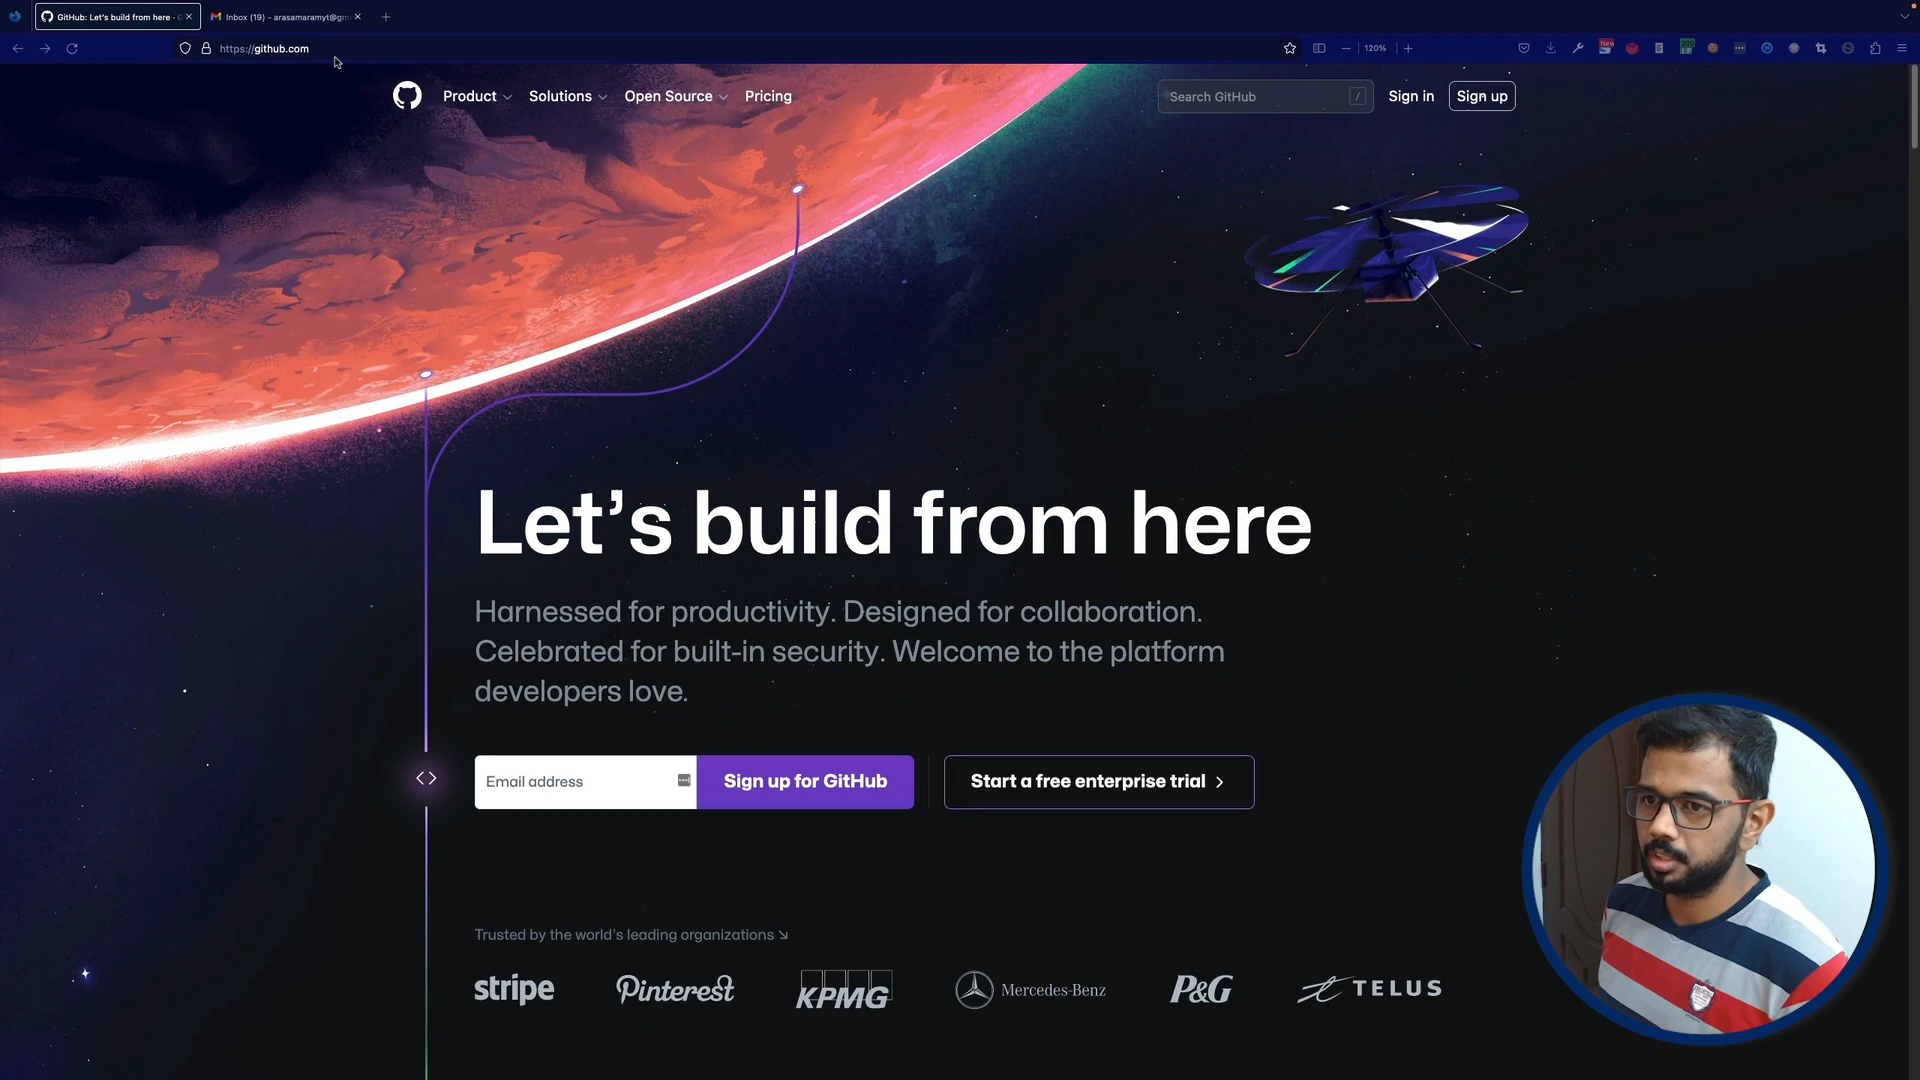 GitHub: Let's build from here · G
Inbox (19) - arasamaramyt@gm
https://github.com
120%
New
Product
Solutions
Open Source
Pricing
Search GitHub
/
Sign in
Sign up
Let’s build from here
Harnessed for productivity. Designed for collaboration.
Celebrated for built-in security. Welcome to the platform
developers love.
<>
Email address
Sign up for GitHub
Start a free enterprise trial
Trusted by the world’s leading organizations
stripe
Pinterest
KPMG
Mercedes-Benz
P&G
TELUS